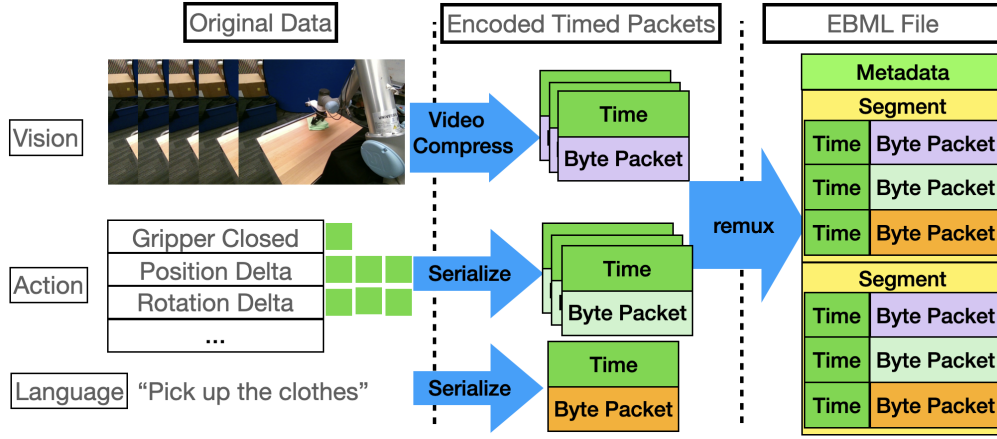 Original Data
Encoded Timed Packets
EBML File
Vision
Video
Compress
Time
Byte Packet
remux
Metadata
Segment
Time Byte Packet
Time Byte Packet
Time Byte Packet
Segment
Time Byte Packet
Time Byte Packet
Time Byte Packet
Action
Gripper Closed
Position Delta
Rotation Delta
...
Serialize
Time
Byte Packet
Language
“Pick up the clothes”
Serialize
Time
Byte Packet